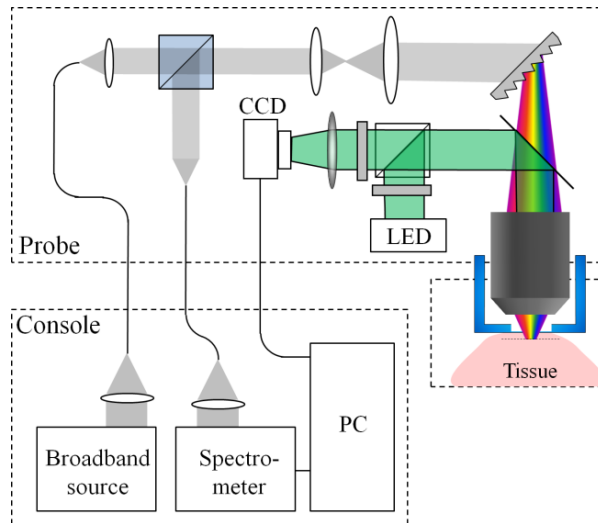 CCD
LED
Probe
Console
Tissue
PC
Broadband
source
Spectro-
meter